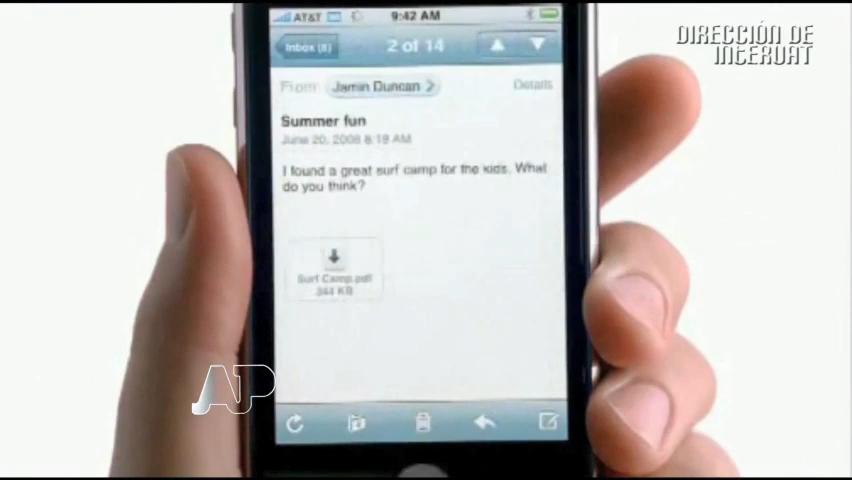 AT&T 9:42 AM
DIRECCIÓN DE
INTERVAT
Inbox (8) 2 of 14
From Jamin Duncan Details
Summer fun
June 20, 2008 8:19 AM
I found a great surf camp for the kids. What
do you think?
Surf Camp.pdf
344 KB
AP